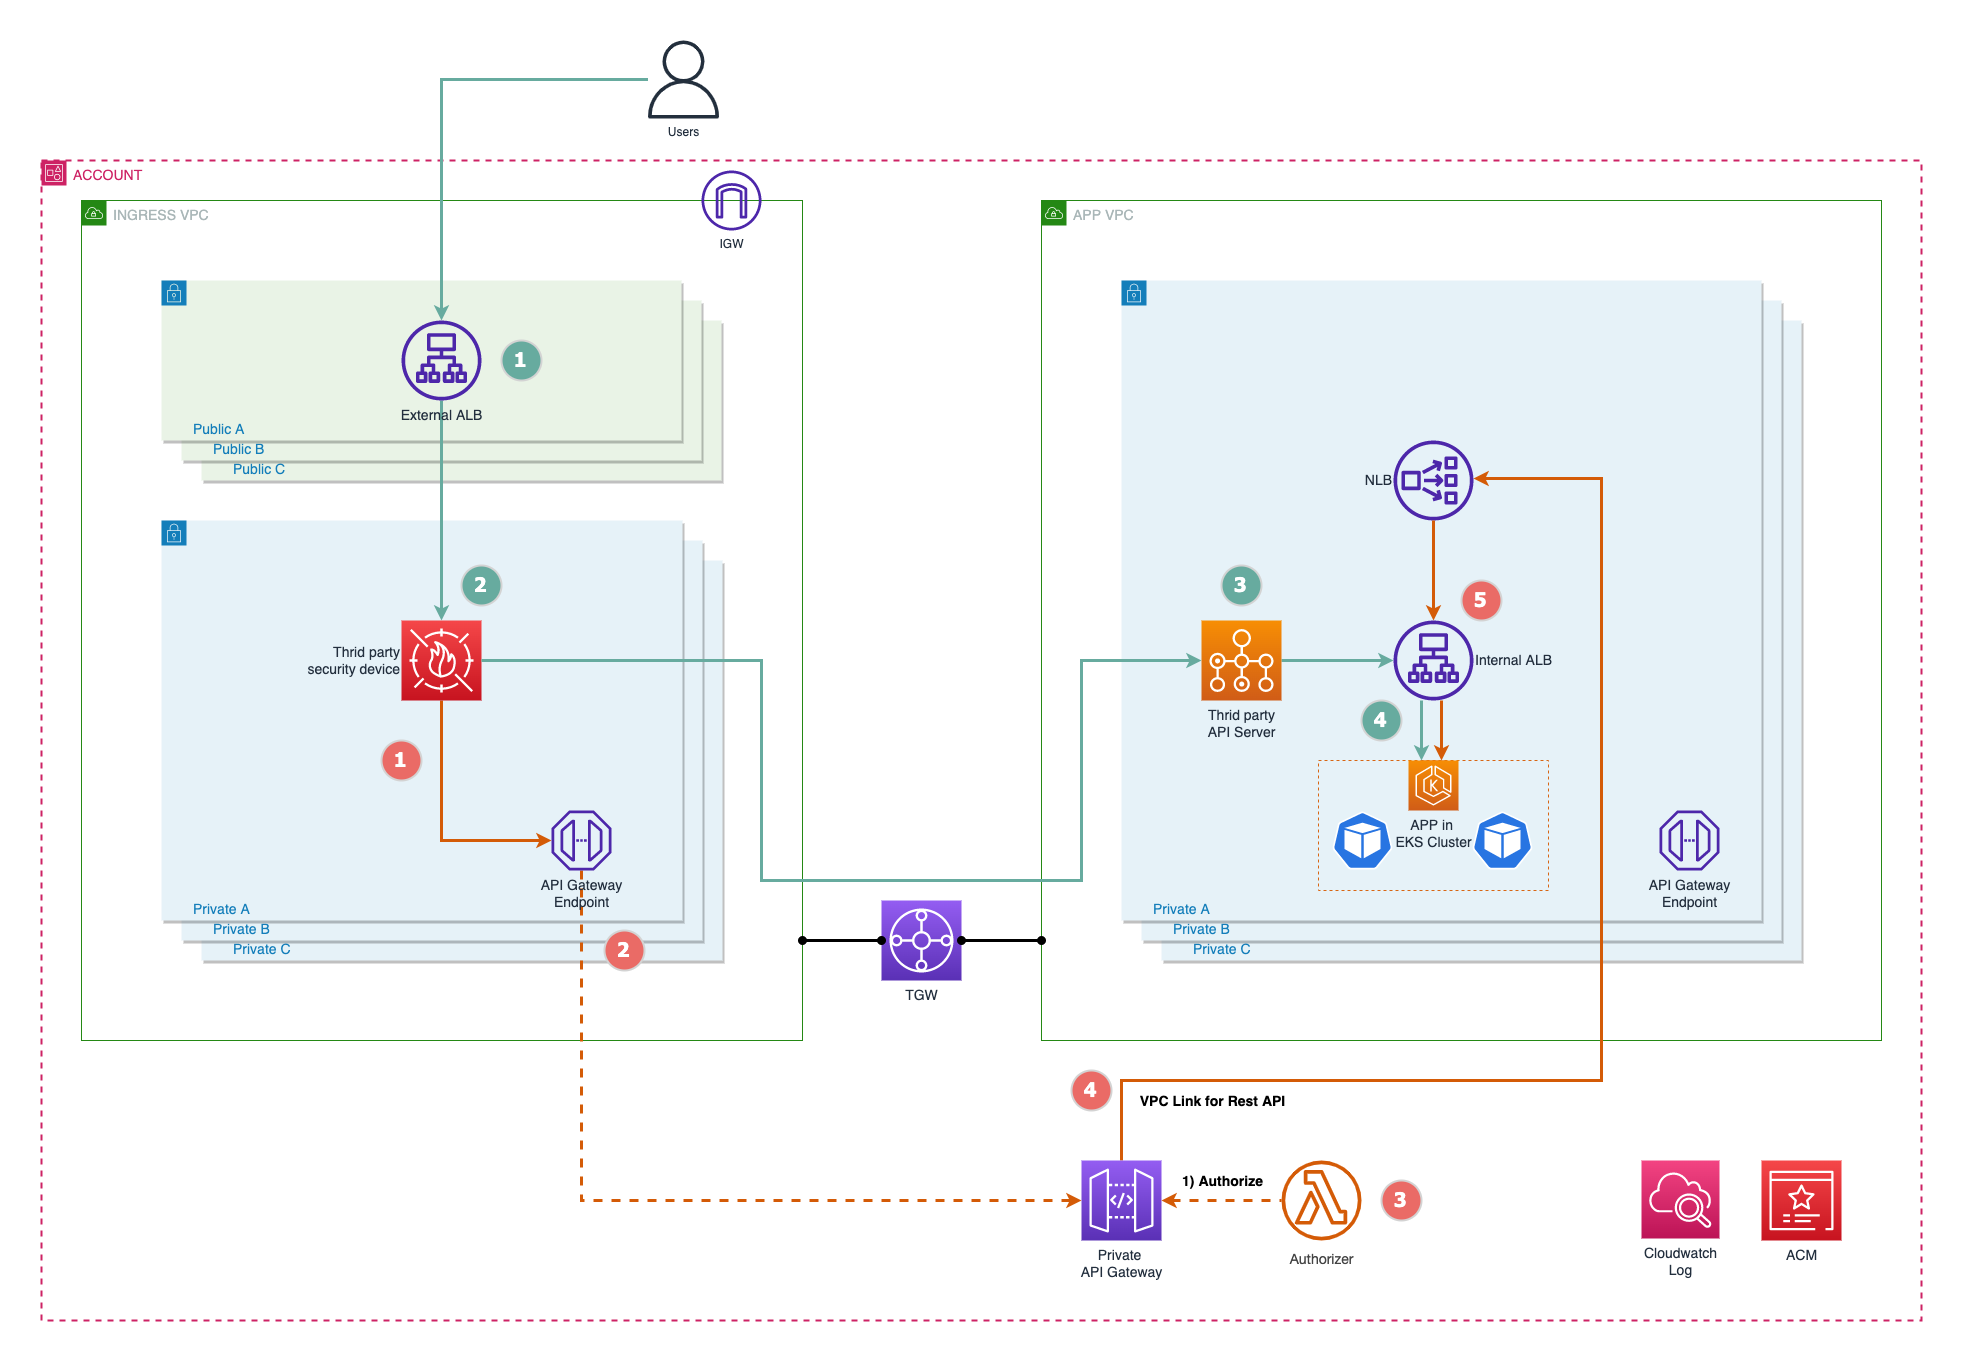 Users
ACCOUNT
INGRESS VPC
IGW
APP VPC
External ALB
1
Public A
Public B
Public C
NLB
2
3
5
Thrid party
security device
Internal ALB
Thrid party
API Server
4
1
K
APP in
EKS Cluster
API Gateway
Endpoint
API Gateway
Endpoint
Private A
Private B
Private C
2
Private A
Private B
Private C
TGW
4
VPC Link for Rest API
</>
1) Authorize
3
Private
API Gateway
Authorizer
Cloudwatch
Log
ACM